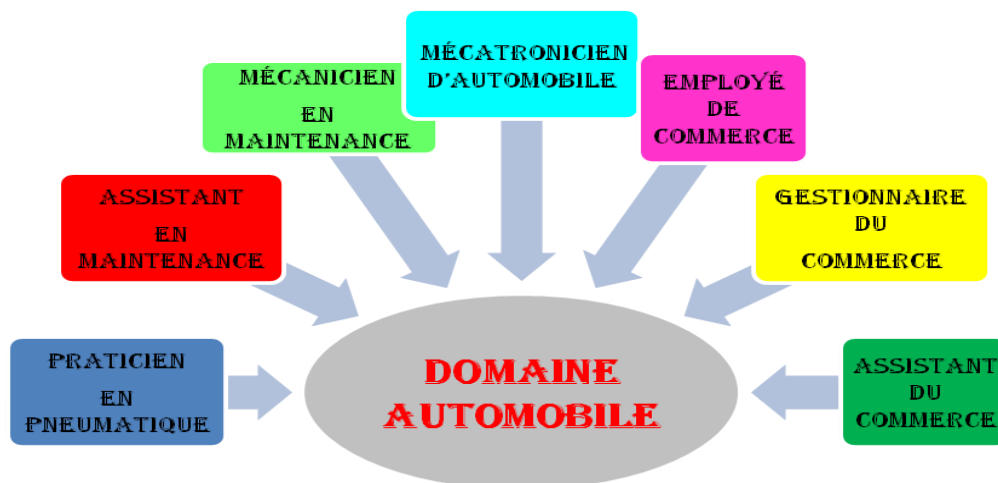 MÉCATRONICIEN
D'AUTOMOBILE
MÉCANICIEN
EN
MAINTENANCE
EMPLOYÉ
DE
COMMERCE
ASSISTANT
EN
MAINTENANCE
GESTIONNAIRE
DU
COMMERCE
PRATICIEN
EN
PNEUMATIQUE
DOMAINE
AUTOMOBILE
ASSISTANT
DU
COMMERCE